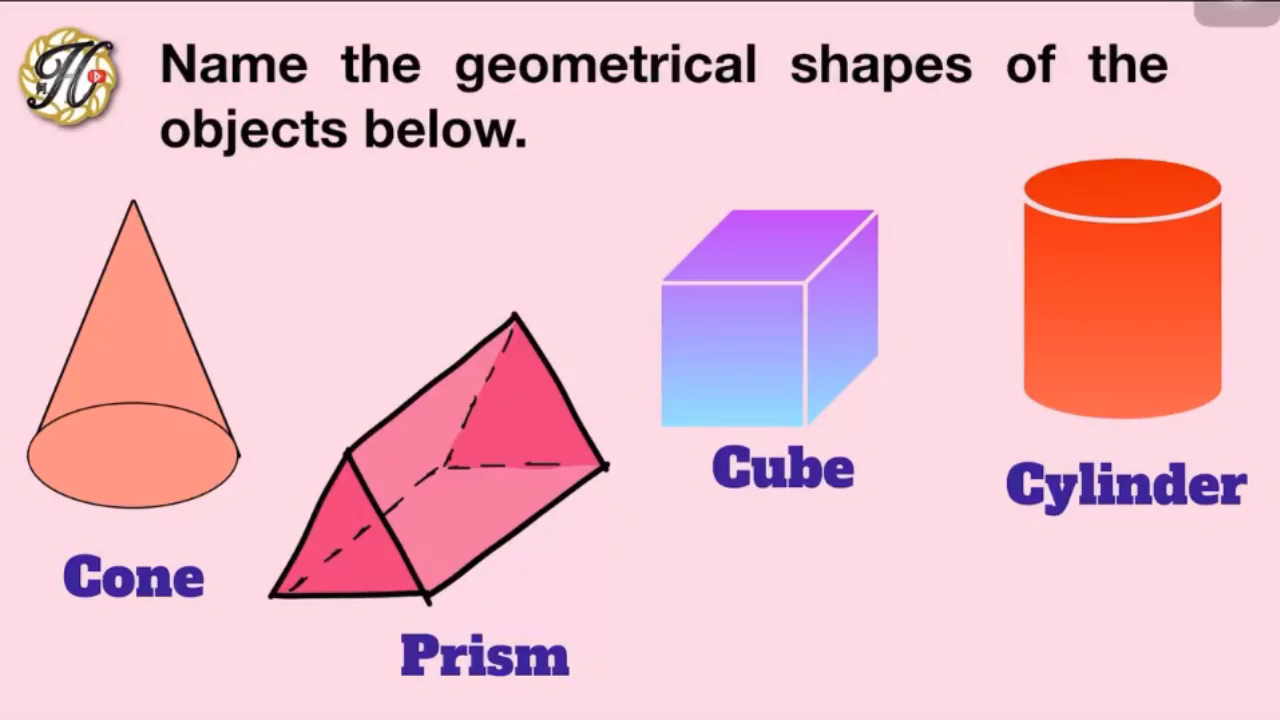 Name the geometrical shapes of the
objects below.
Cube
Cylinder
Cone
Prism